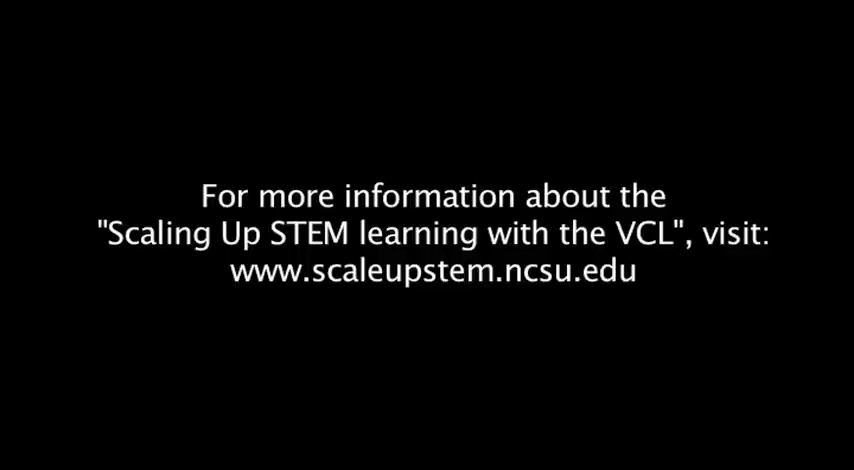 For more information about the
"Scaling Up STEM learning with the VCL", visit:
www.scaleupstem.ncsu.edu